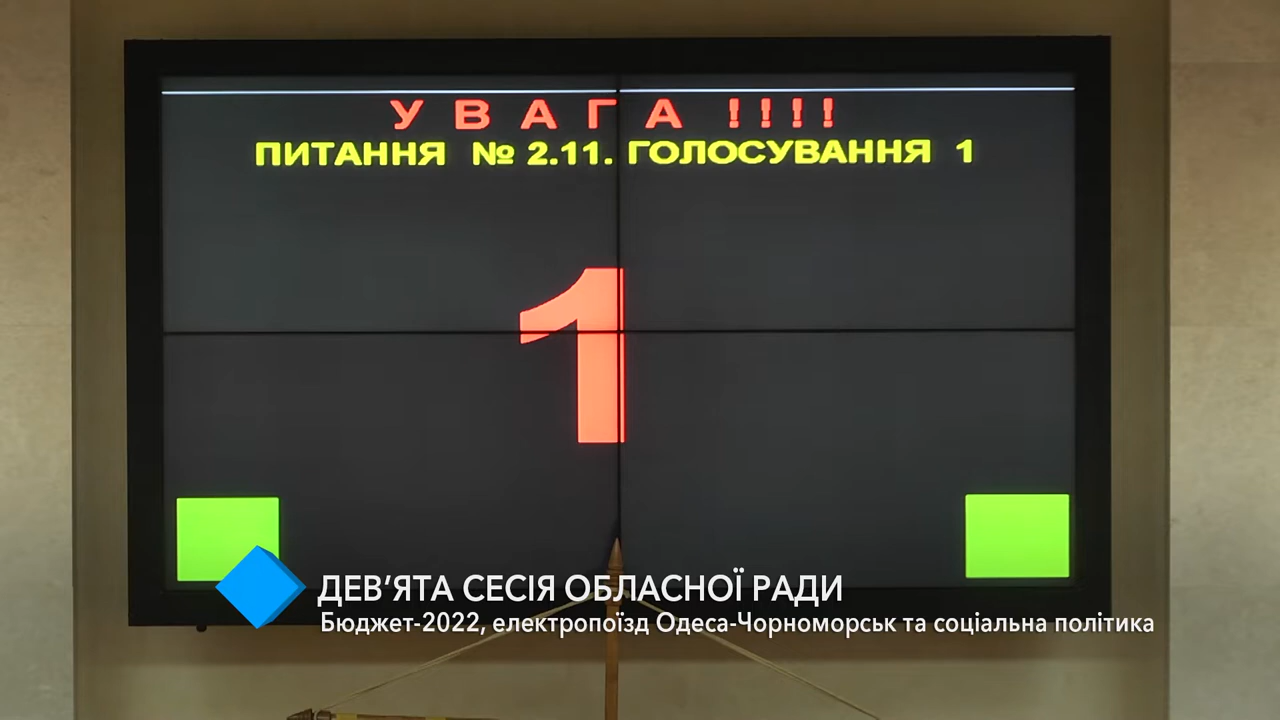 У В А Г А !!!!
ПИТАННЯ № 2.11. ГОЛОСУВАННЯ 1
1
ДЕВ’ЯТА СЕСІЯ ОБЛАСНОЇ РАДИ
Бюджет-2022, електропоїзд Одеса-Чорноморськ та соціальна політика